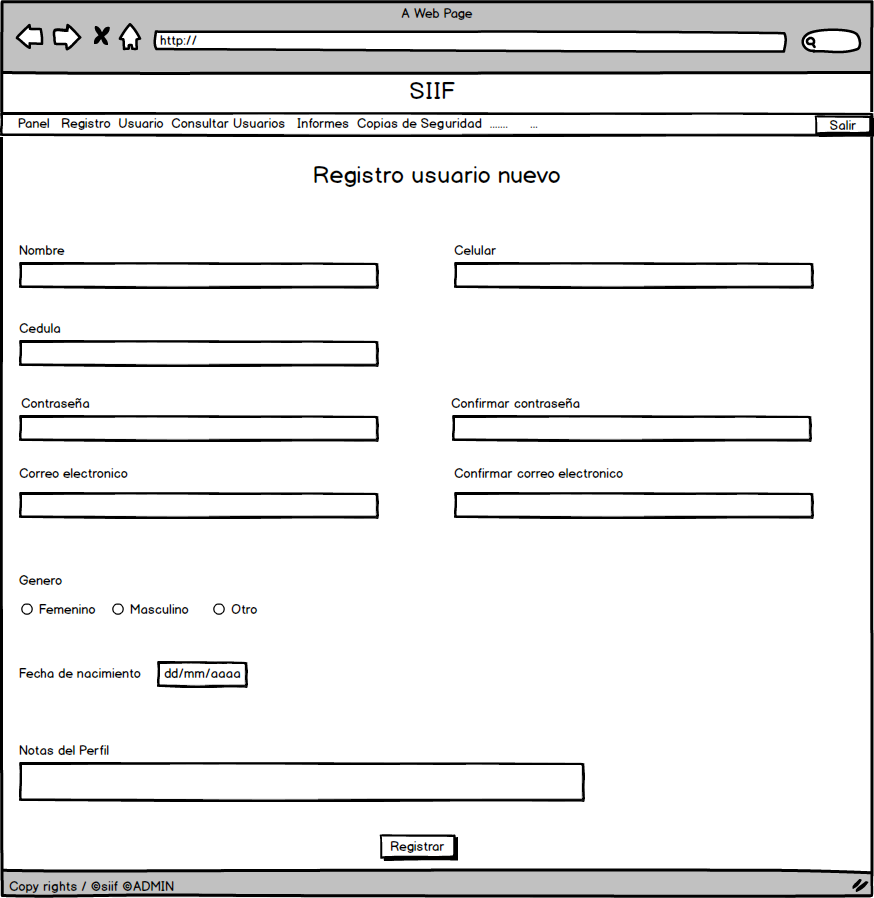 A Web Page
http://
SIIF
Panel Registro Usuario Consultar Usuarios Informes Copias de Seguridad ....... ... Salir
Registro usuario nuevo
Nombre Celular
Cedula
Contraseña Confirmar contraseña
Correo electronico Confirmar correo electronico
Genero
Femenino Masculino Otro
Fecha de nacimiento dd/mm/aaaa
Notas del Perfil
Registrar
Copy rights / ©siif ©ADMIN